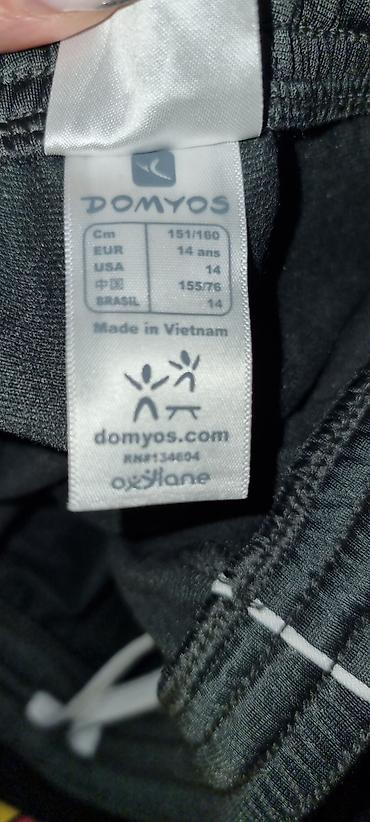 DOMYOS
Cm 151/160
EUR 14 ans
USA 14
中国 155/76
BRASIL 14
Made in Vietnam
domyos.com
RN#134604
oxylane